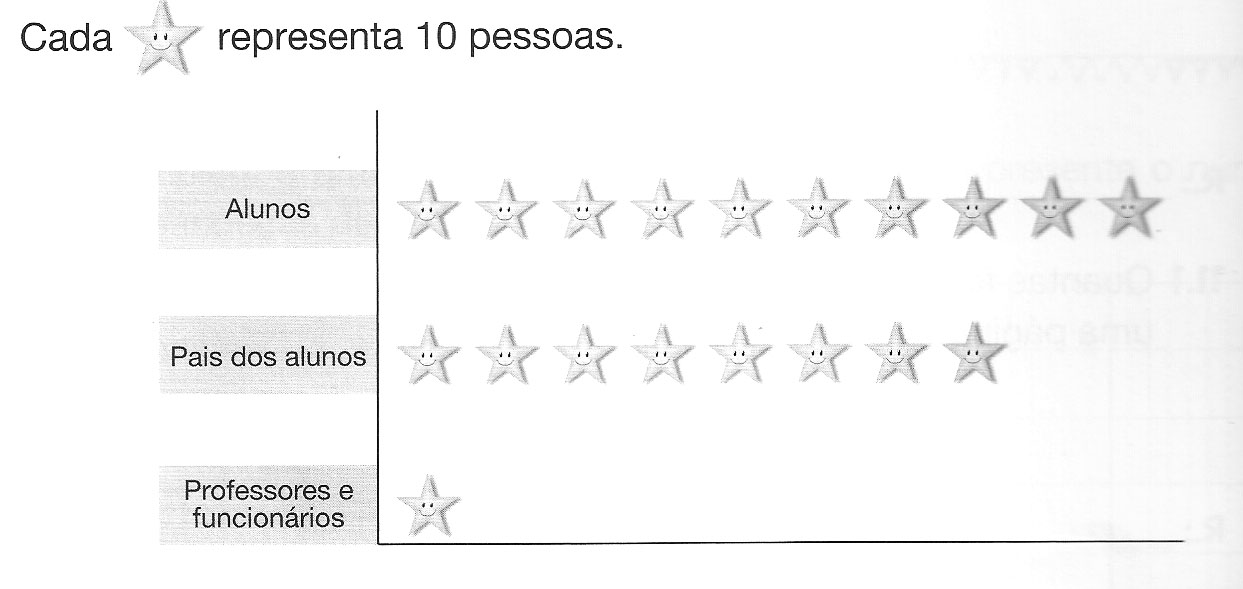 Cada representa 10 pessoas.
Alunos
Pais dos alunos
Professores e
funcionários